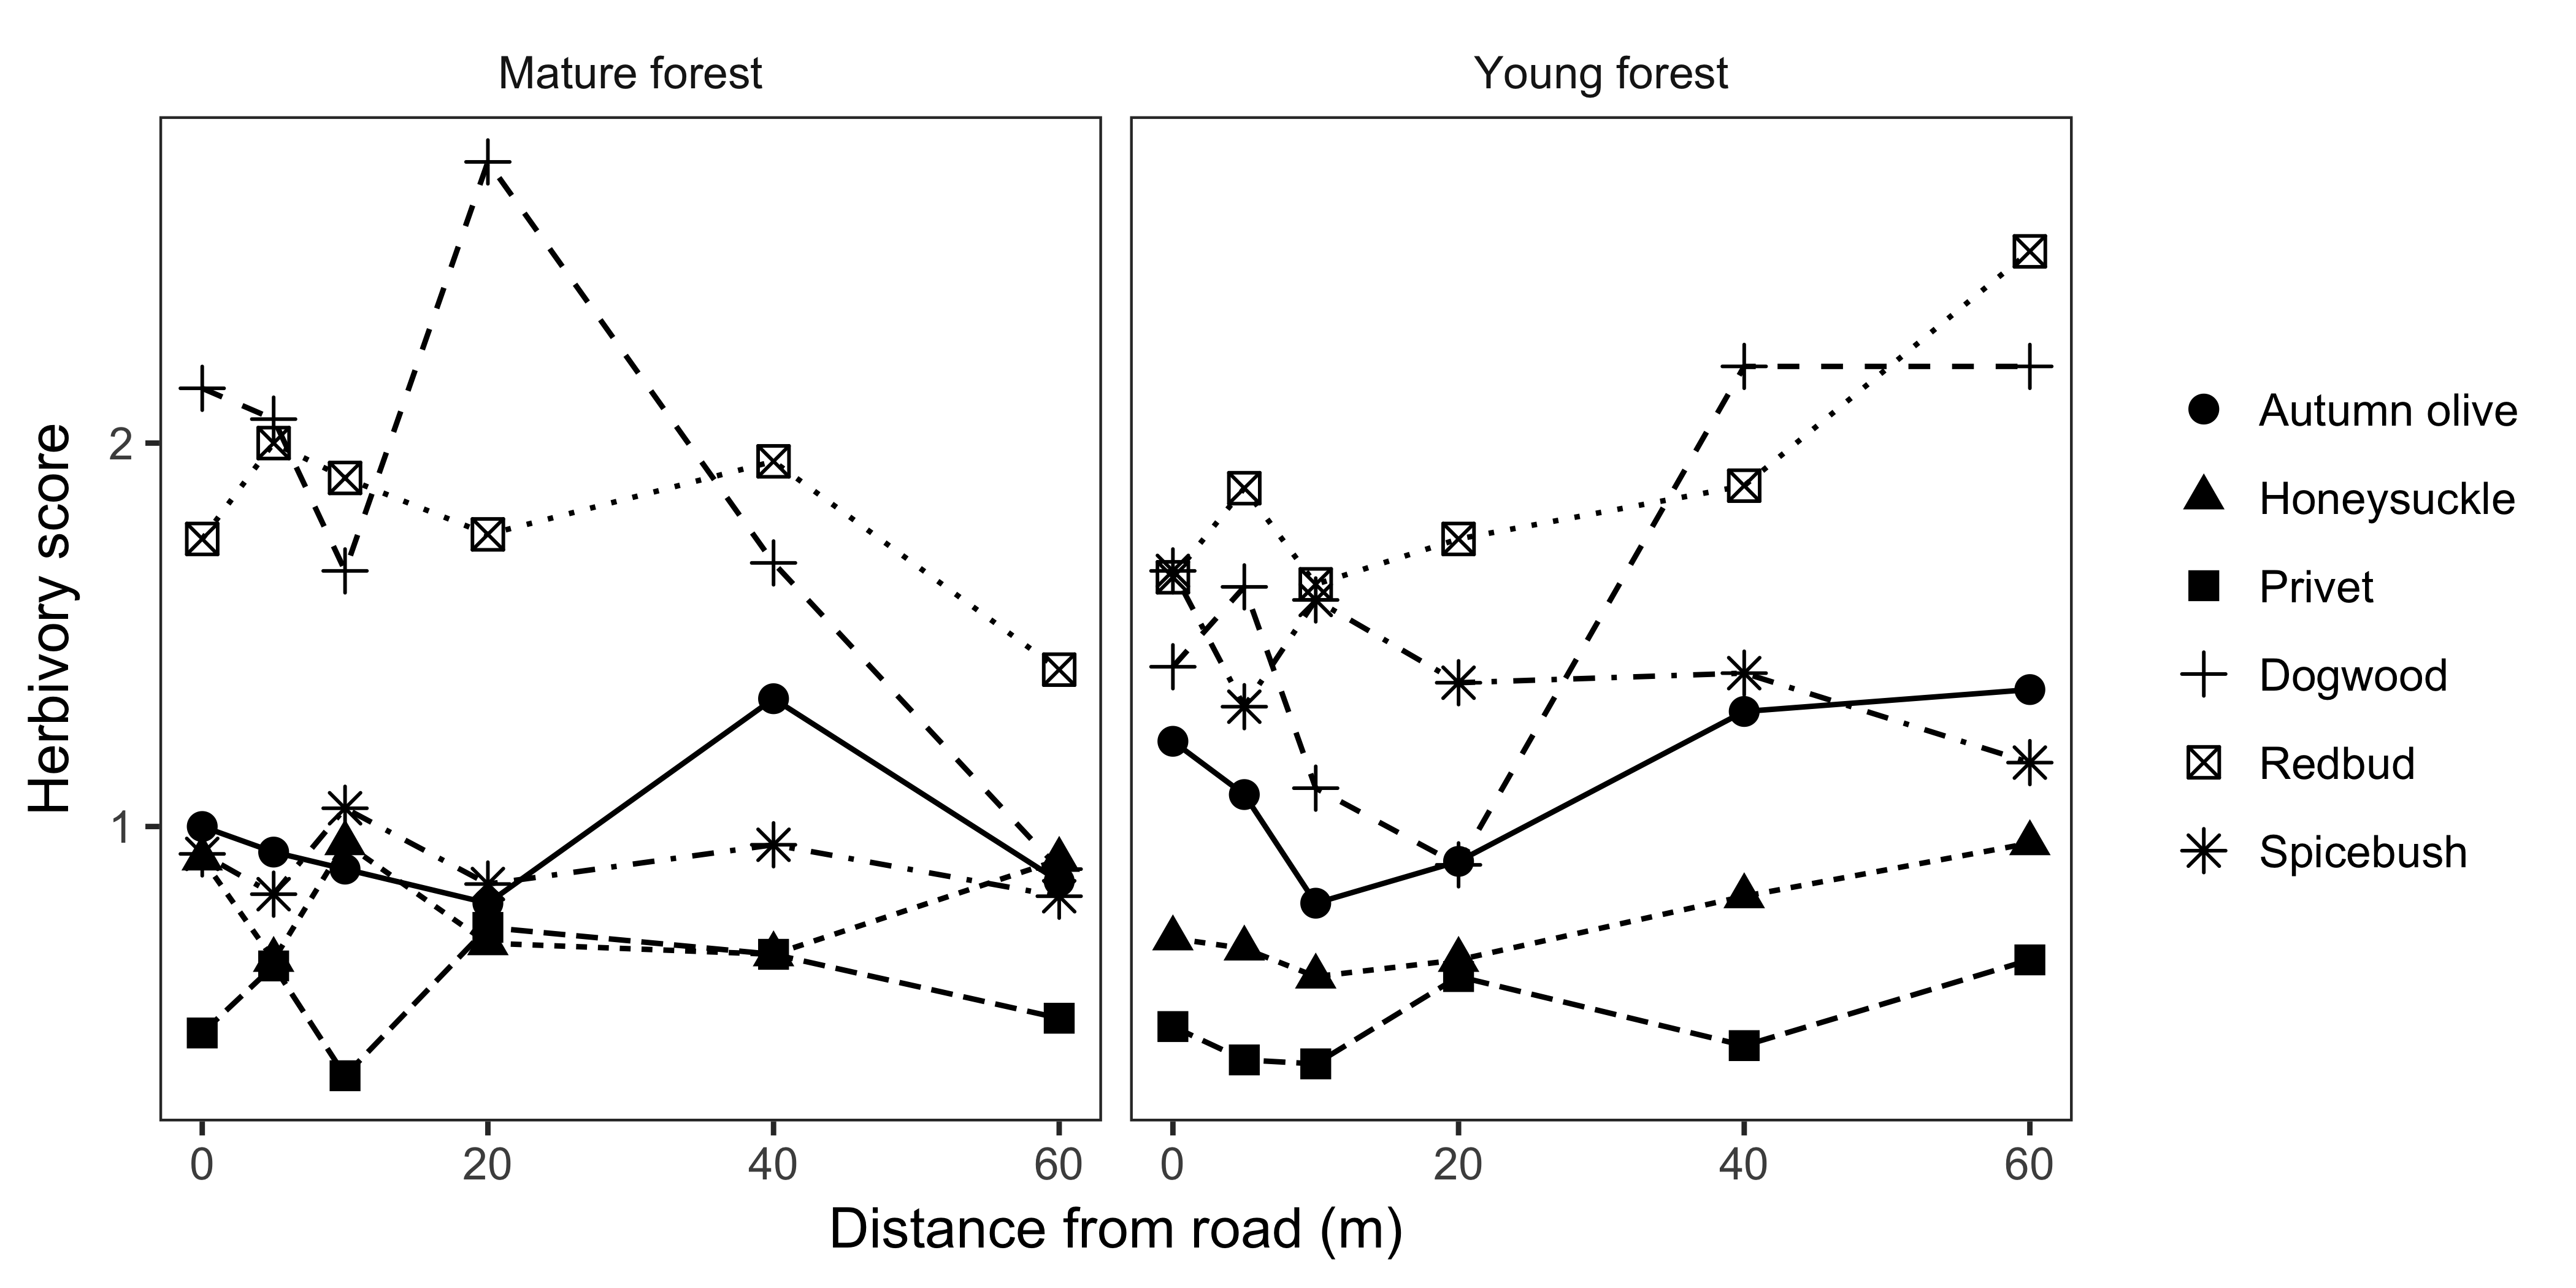 Mature forest
Young forest
Herbivory score
2
1
0 20 40 60
0 20 40 60
Distance from road (m)
Autumn olive
Honeysuckle
Privet
Dogwood
Redbud
Spicebush